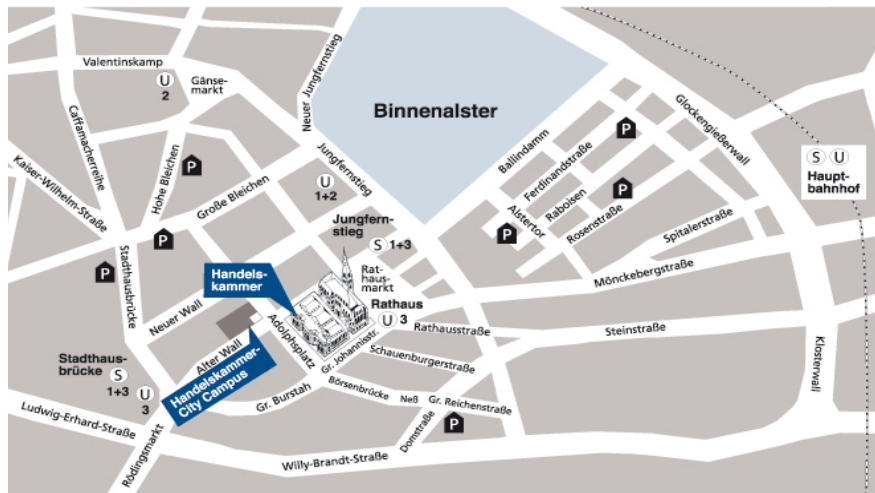 Valentinskamp
U
2
Gänse-
markt
Neuer Jungfernstieg
Binnenalster
Glockengießerwall
Caffamacherreihe
Kaiser-Wilhelm-Straße
Hohe Bleichen
P
Große Bleichen
Jungfernstieg
U
1+2
Ballindamm
Ferdinandstraße
P
Raboisen
P
Rosenstraße
Alstertor
P
S U
Haupt-
bahnhof
Spitalerstraße
Mönckebergstraße
Stadthausbrücke
P
P
Jungfern-
stieg
S 1+3
Handels-
kammer
Rat-
haus-
markt
Rathaus
U 3
Rathausstraße
Steinstraße
Klosterwall
Neuer Wall
Alter Wall
Adolphsplatz
Gr. Johannisstr.
Schauenburgerstraße
Stadthaus-
brücke
S
1+3
U
3
Handelskammer-
City Campus
Gr. Burstah
Börsenbrücke
Neß
Gr. Reichenstraße
P
Domstraße
Ludwig-Erhard-Straße
Rödingsmarkt
Willy-Brandt-Straße